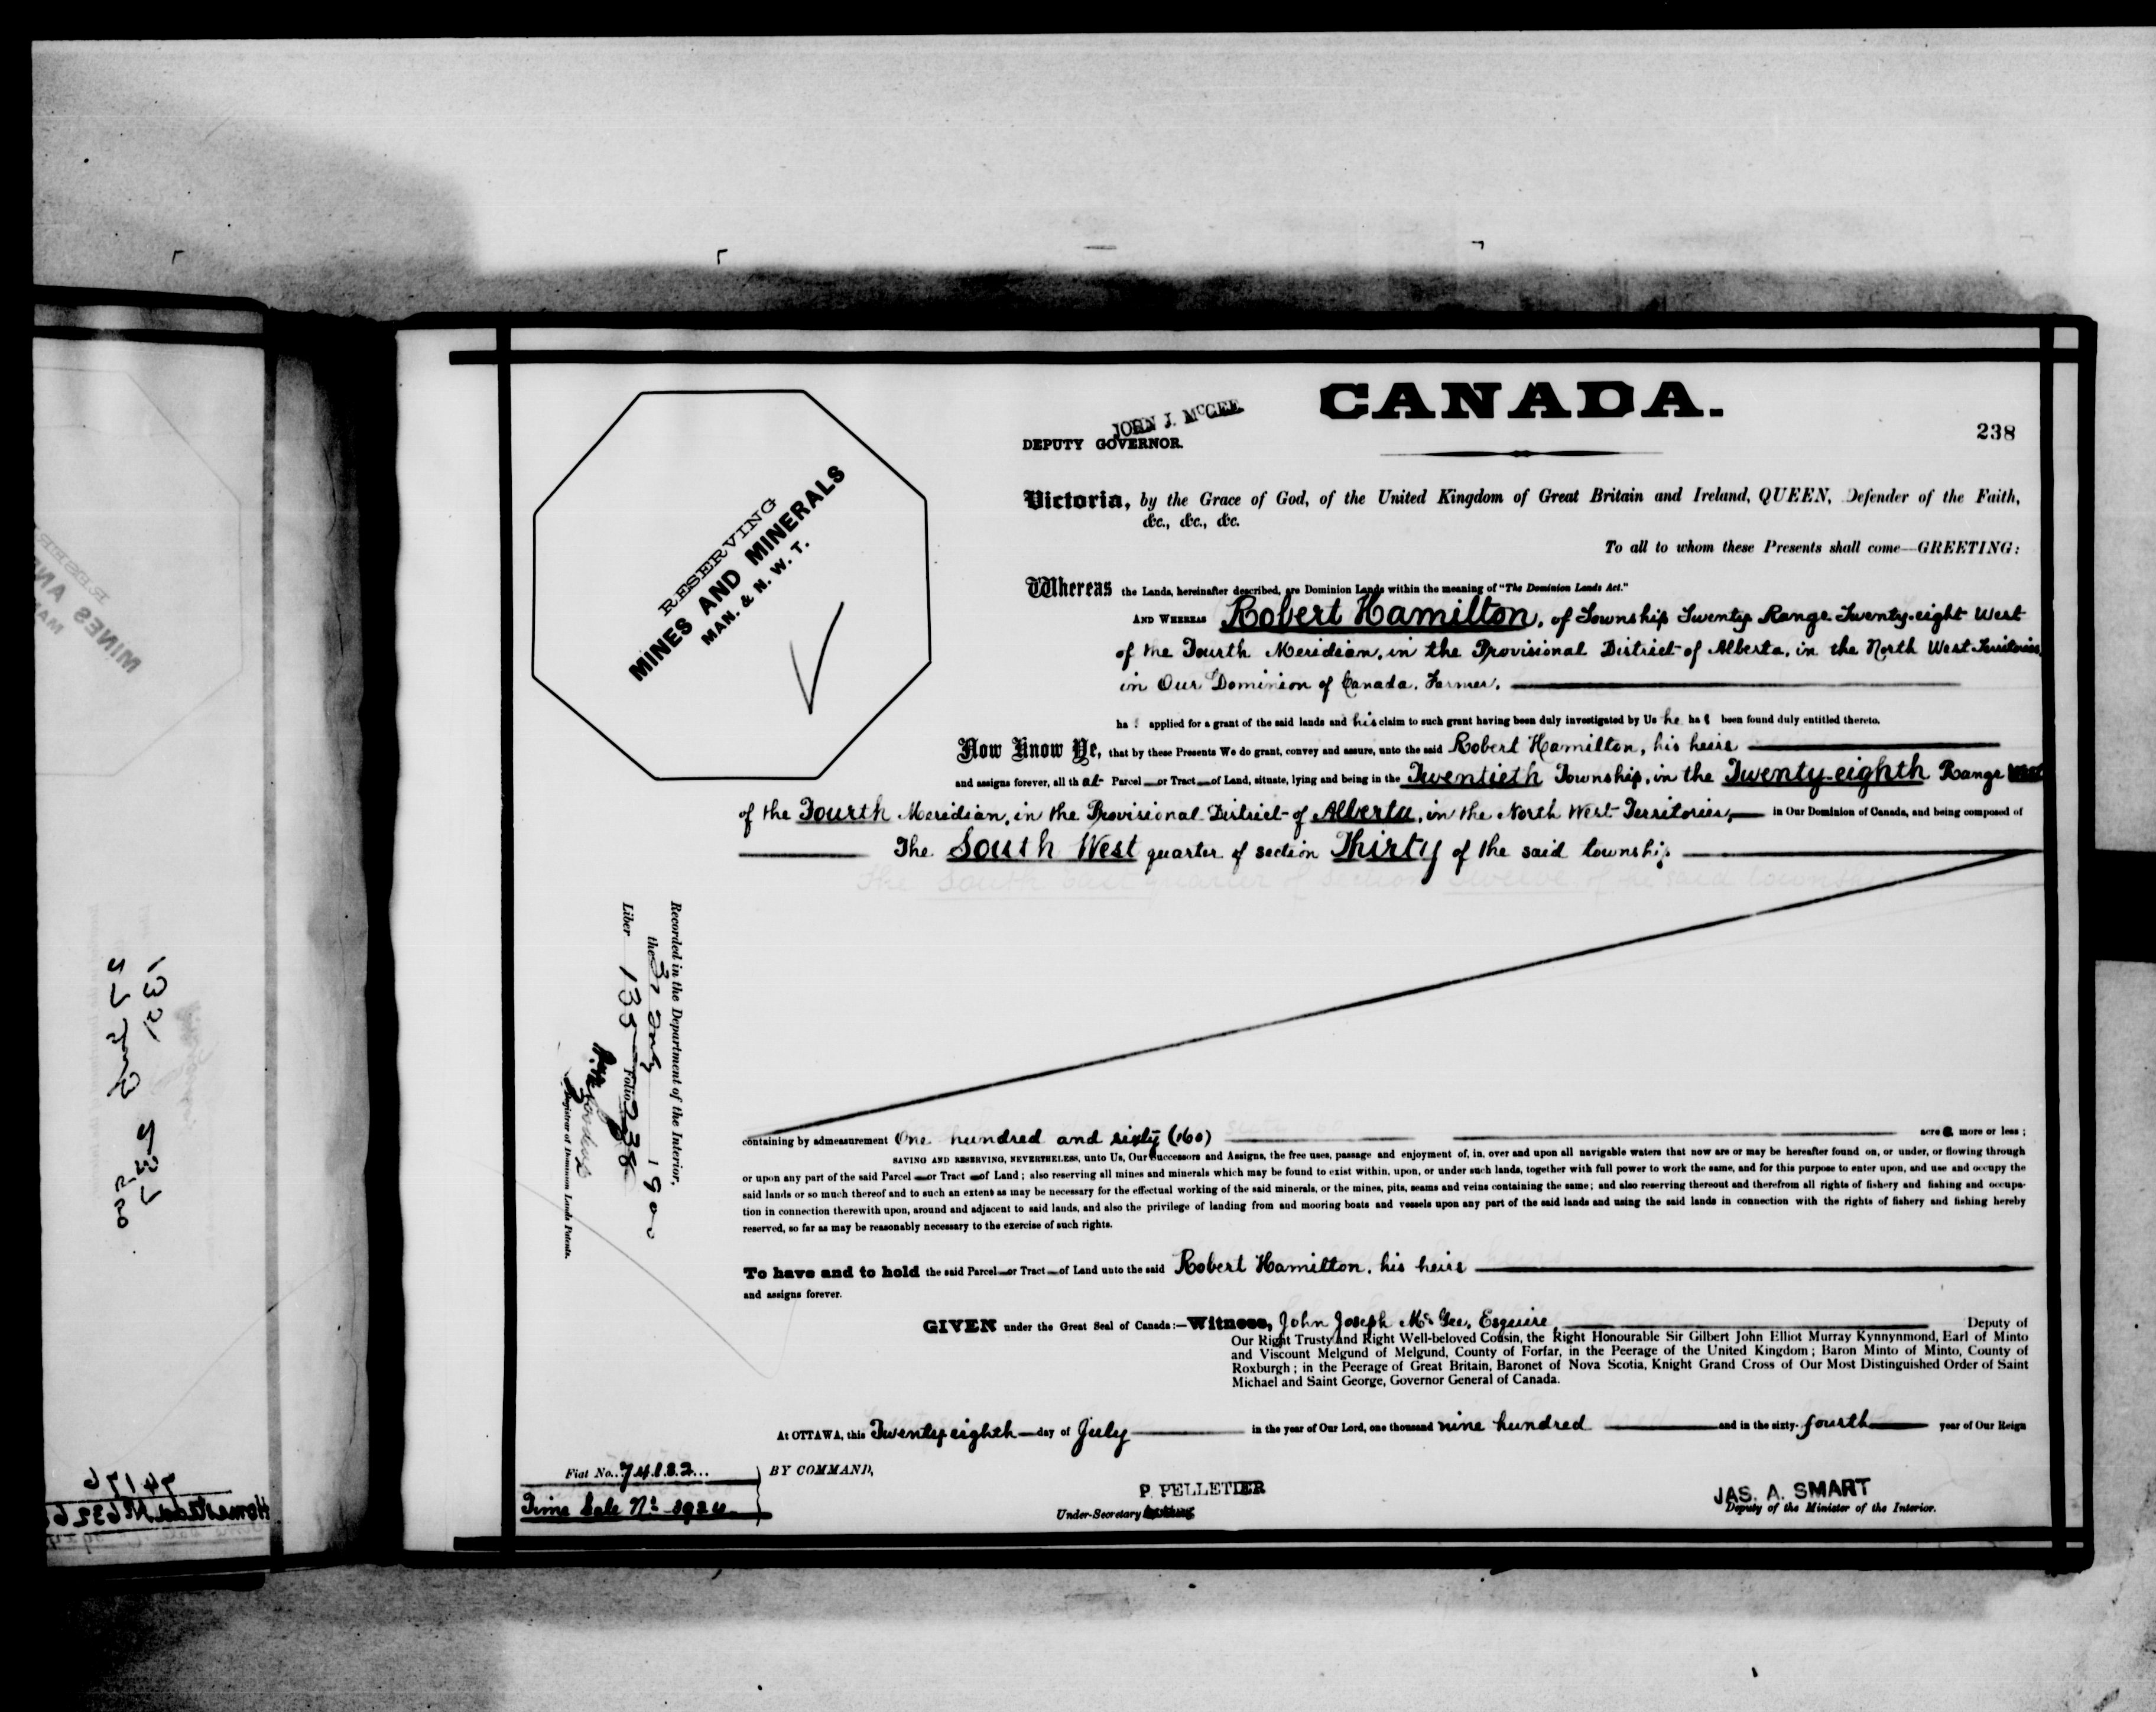 CANADA.
238
JOHN J. McGEE
DEPUTY GOVERNOR.
RESERVING
MINES AND MINERALS
MAN. & N. W. T.
Victoria, by the Grace of God, of the United Kingdom of Great Britain and Ireland, QUEEN, Defender of the Faith,
&c., &c., &c.
To all to whom these Presents shall come—GREETING:
Whereas the Lands, hereinafter described, are Dominion Lands within the meaning of "The Dominion Lands Act."
AND WHEREAS Robert Hamilton, of Township Twenty Range Twenty-eight West
of the Fourth Meridian, in the Provisional District of Alberta, in the North West Territories,
in Our Dominion of Canada, Farmer,
has applied for a grant of the said lands and his claim to such grant having been duly investigated by Us he has been found duly entitled thereto.
Now Know Ye, that by these Presents We do grant, convey and assure, unto the said Robert Hamilton, his heirs
and assigns forever, all that Parcel or Tract of Land, situate, lying and being in the Twentieth Township, in the Twenty-eighth Range West
of the Fourth Meridian, in the Provisional District of Alberta, in the North West Territories, in Our Dominion of Canada, and being composed of
The South West quarter of section Thirty of the said township
Recorded in the Department of the Interior,
the 31 July 1900
Liber 135 Folio 238
Registrar of Dominion Lands Patents.
containing by admeasurement One hundred and sixty (160) acres more or less;
SAVING AND RESERVING, NEVERTHELESS, unto Us, Our Successors and Assigns, the free uses, passage and enjoyment of, in, over and upon all navigable waters that now are or may be hereafter found on, or under, or flowing through
or upon any part of the said Parcel or Tract of Land; also reserving all mines and minerals which may be found to exist within, upon, or under such lands, together with full power to work the same, and for this purpose to enter upon, and use and occupy the
said lands or so much thereof and to such an extent as may be necessary for the effectual working of the said minerals, or the mines, pits, seams and veins containing the same; and also reserving thereout and therefrom all rights of fishery and fishing and occupa-
tion in connection therewith upon, around and adjacent to said lands, and also the privilege of landing from and mooring boats and vessels upon any part of the said lands and using the said lands in connection with the rights of fishery and fishing hereby
reserved, so far as may be reasonably necessary to the exercise of such rights.
To have and to hold the said Parcel or Tract of Land unto the said Robert Hamilton, his heirs
and assigns forever.
GIVEN under the Great Seal of Canada:—Witness, John Joseph McGee, Esquire, Deputy of
Our Right Trusty and Right Well-beloved Cousin, the Right Honourable Sir Gilbert John Elliot Murray Kynnynmond, Earl of Minto
and Viscount Melgund of Melgund, County of Forfar, in the Peerage of the United Kingdom; Baron Minto of Minto, County of
Roxburgh; in the Peerage of Great Britain, Baronet of Nova Scotia, Knight Grand Cross of Our Most Distinguished Order of Saint
Michael and Saint George, Governor General of Canada.
At OTTAWA, this Twenty eighth day of July in the year of Our Lord, one thousand nine hundred and in the sixty-fourth year of Our Reign
Fiat No. 74182
BY COMMAND,
Time Sale No 3924
P. PELLETIER
Under-Secretary
JAS. A. SMART
Deputy of the Minister of the Interior.